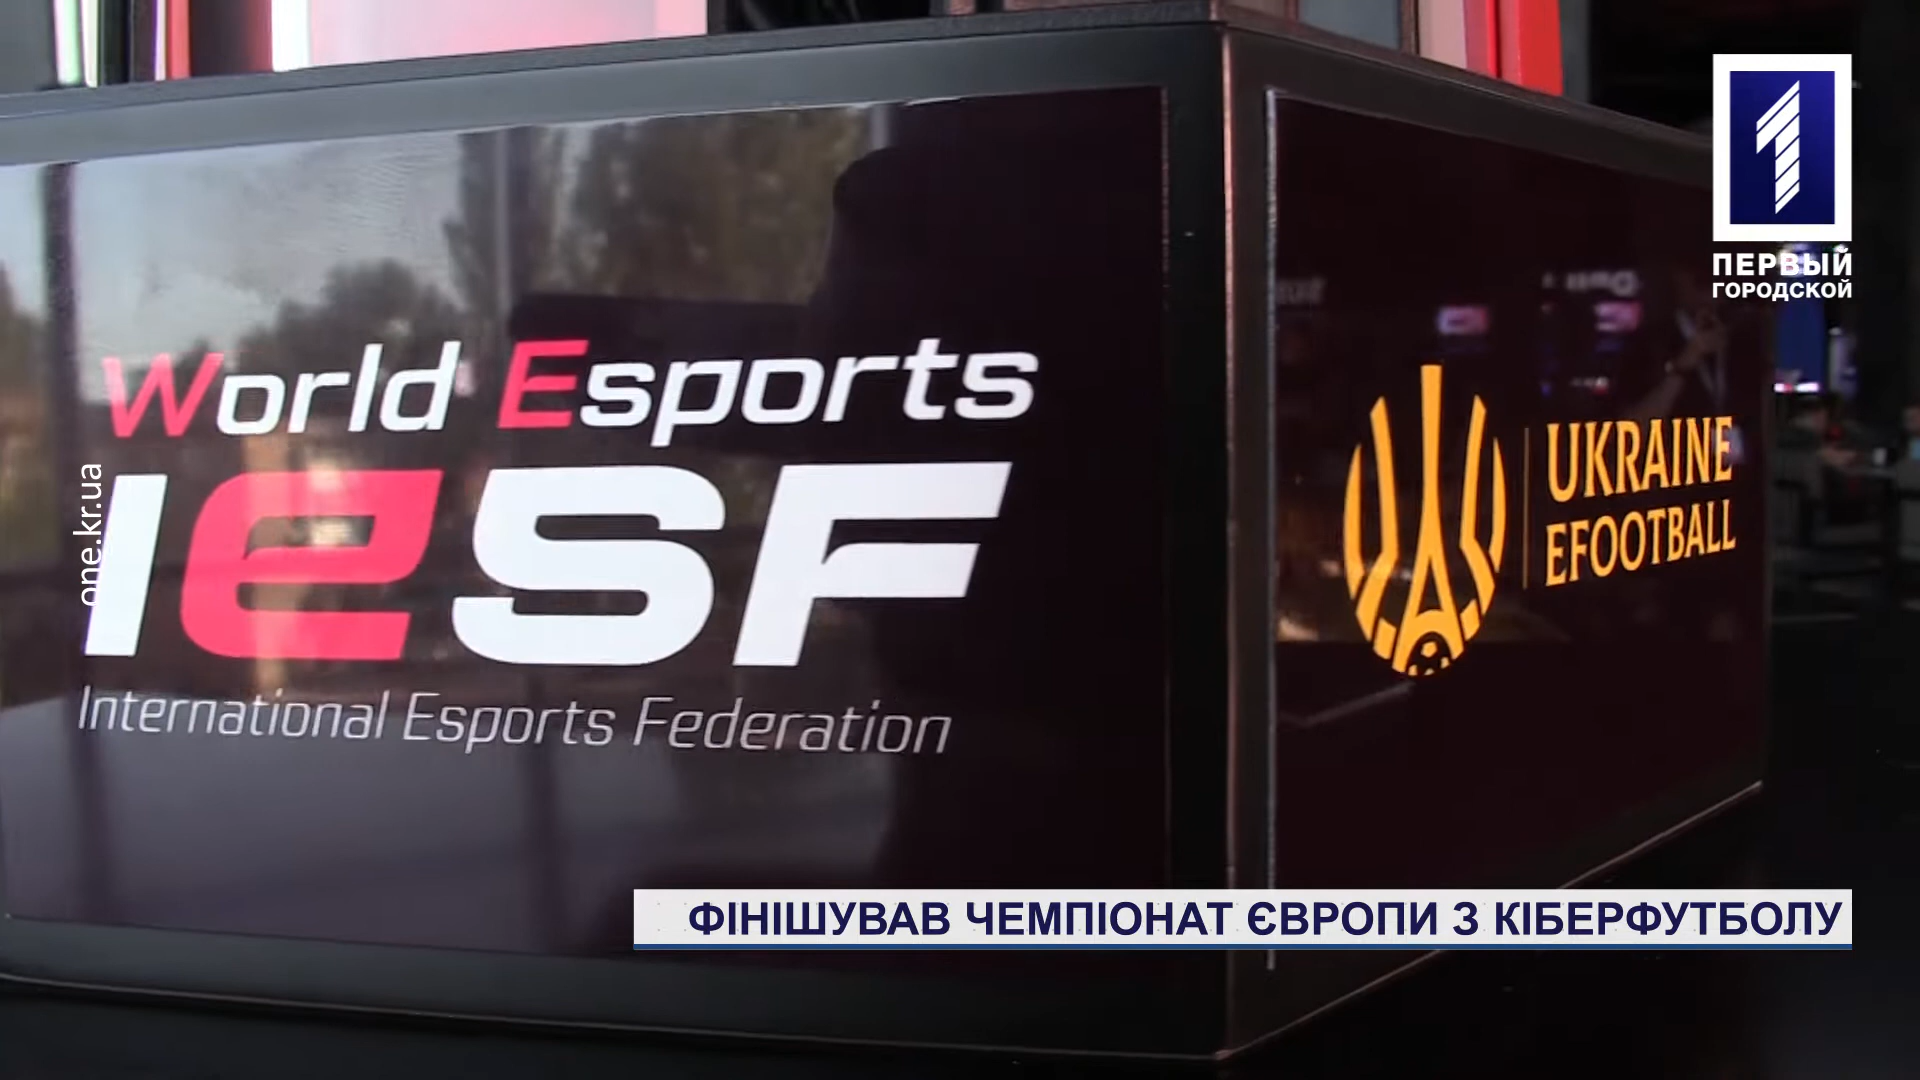 ПЕРВЫЙ
ГОРОДСКОЙ
World Esports
IeSF
International Esports Federation
UKRAINE
EFOOTBALL
one.kr.ua
ФІНІШУВАВ ЧЕМПІОНАТ ЄВРОПИ З КІБЕРФУТБОЛУ